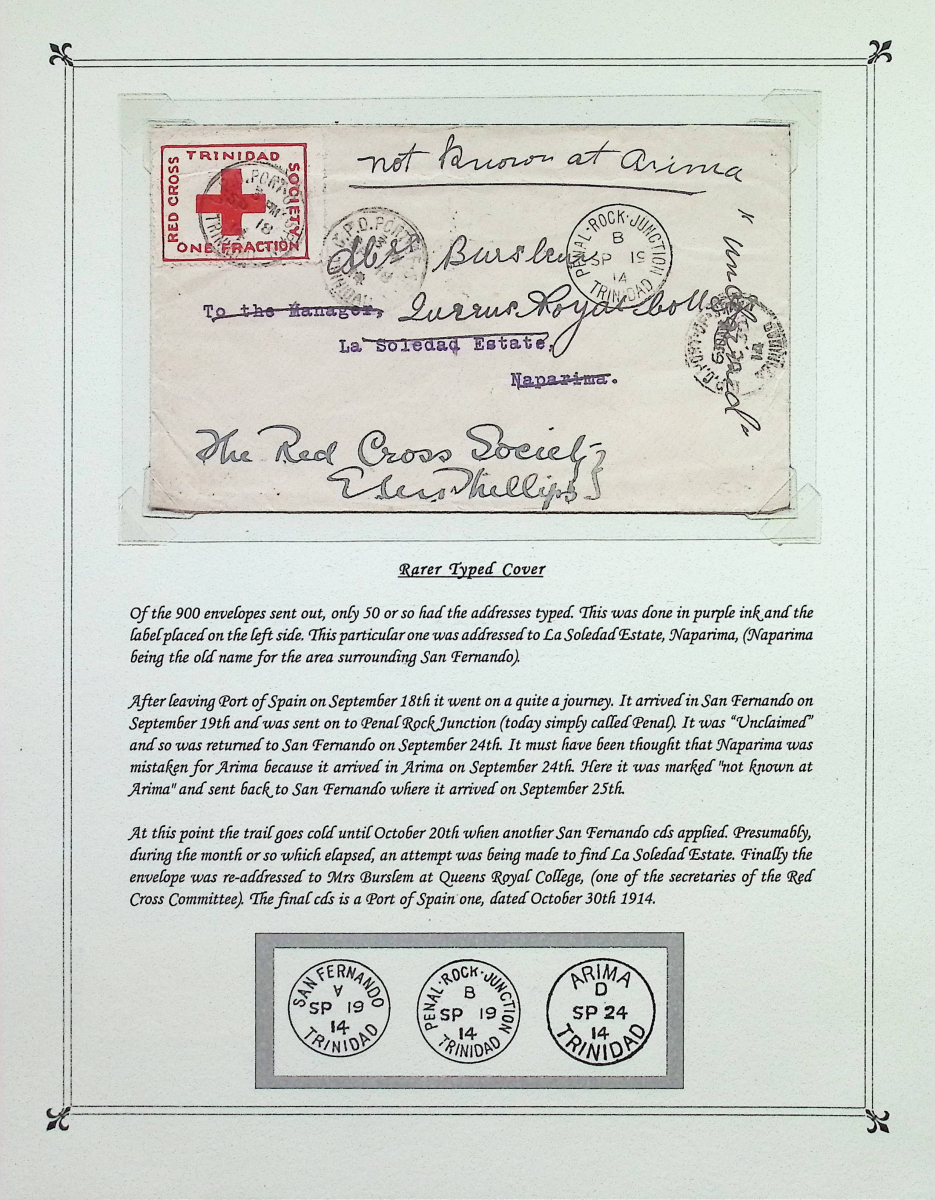 TRINIDAD
RED CROSS
SOCIETY
ONE FRACTION
SP 18
TRINIDAD
not known at Arima
G.P.O. PORT
TRINIDAD
PENAL-ROCK-JUNCTION
B
SP 19
14
TRINIDAD
Mrs Burslem
To the Manager, Queens Royal Coll
La Soledad Estate,
Naparima.
The Red Cross Society
Rarer Typed Cover
Of the 900 envelopes sent out, only 50 or so had the addresses typed. This was done in purple ink and the
label placed on the left side. This particular one was addressed to La Soledad Estate, Naparima, (Naparima
being the old name for the area surrounding San Fernando).
After leaving Port of Spain on September 18th it went on a quite a journey. It arrived in San Fernando on
September 19th and was sent on to Penal Rock Junction (today simply called Penal). It was “Unclaimed”
and so was returned to San Fernando on September 24th. It must have been thought that Naparima was
mistaken for Arima because it arrived in Arima on September 24th. Here it was marked "not known at
Arima" and sent back to San Fernando where it arrived on September 25th.
At this point the trail goes cold until October 20th when another San Fernando cds applied. Presumably,
during the month or so which elapsed, an attempt was being made to find La Soledad Estate. Finally the
envelope was re-addressed to Mrs Burslem at Queens Royal College, (one of the secretaries of the Red
Cross Committee). The final cds is a Port of Spain one, dated October 30th 1914.
SAN FERNANDO
A
SP 19
14
TRINIDAD
PENAL-ROCK-JUNCTION
B
SP 19
14
TRINIDAD
ARIMA
D
SP 24
14
TRINIDAD